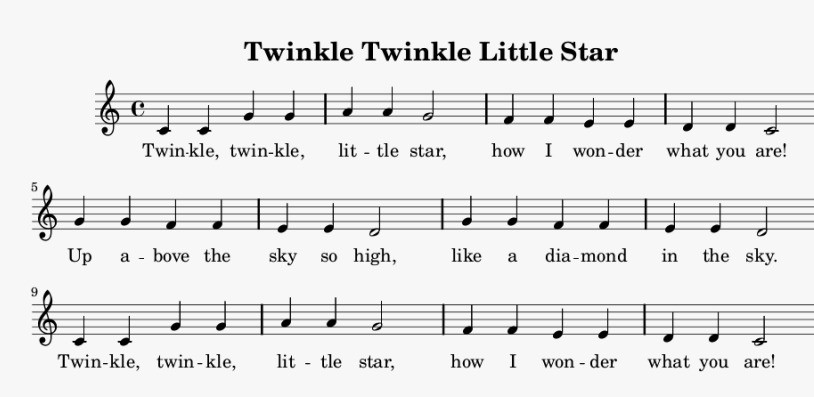 Twinkle Twinkle Little Star
Twin-kle, twin-kle, lit-tle star, how I won-der what you are!
5
Up a-bove the sky so high, like a dia-mond in the sky.
9
Twin-kle, twin-kle, lit-tle star, how I won-der what you are!